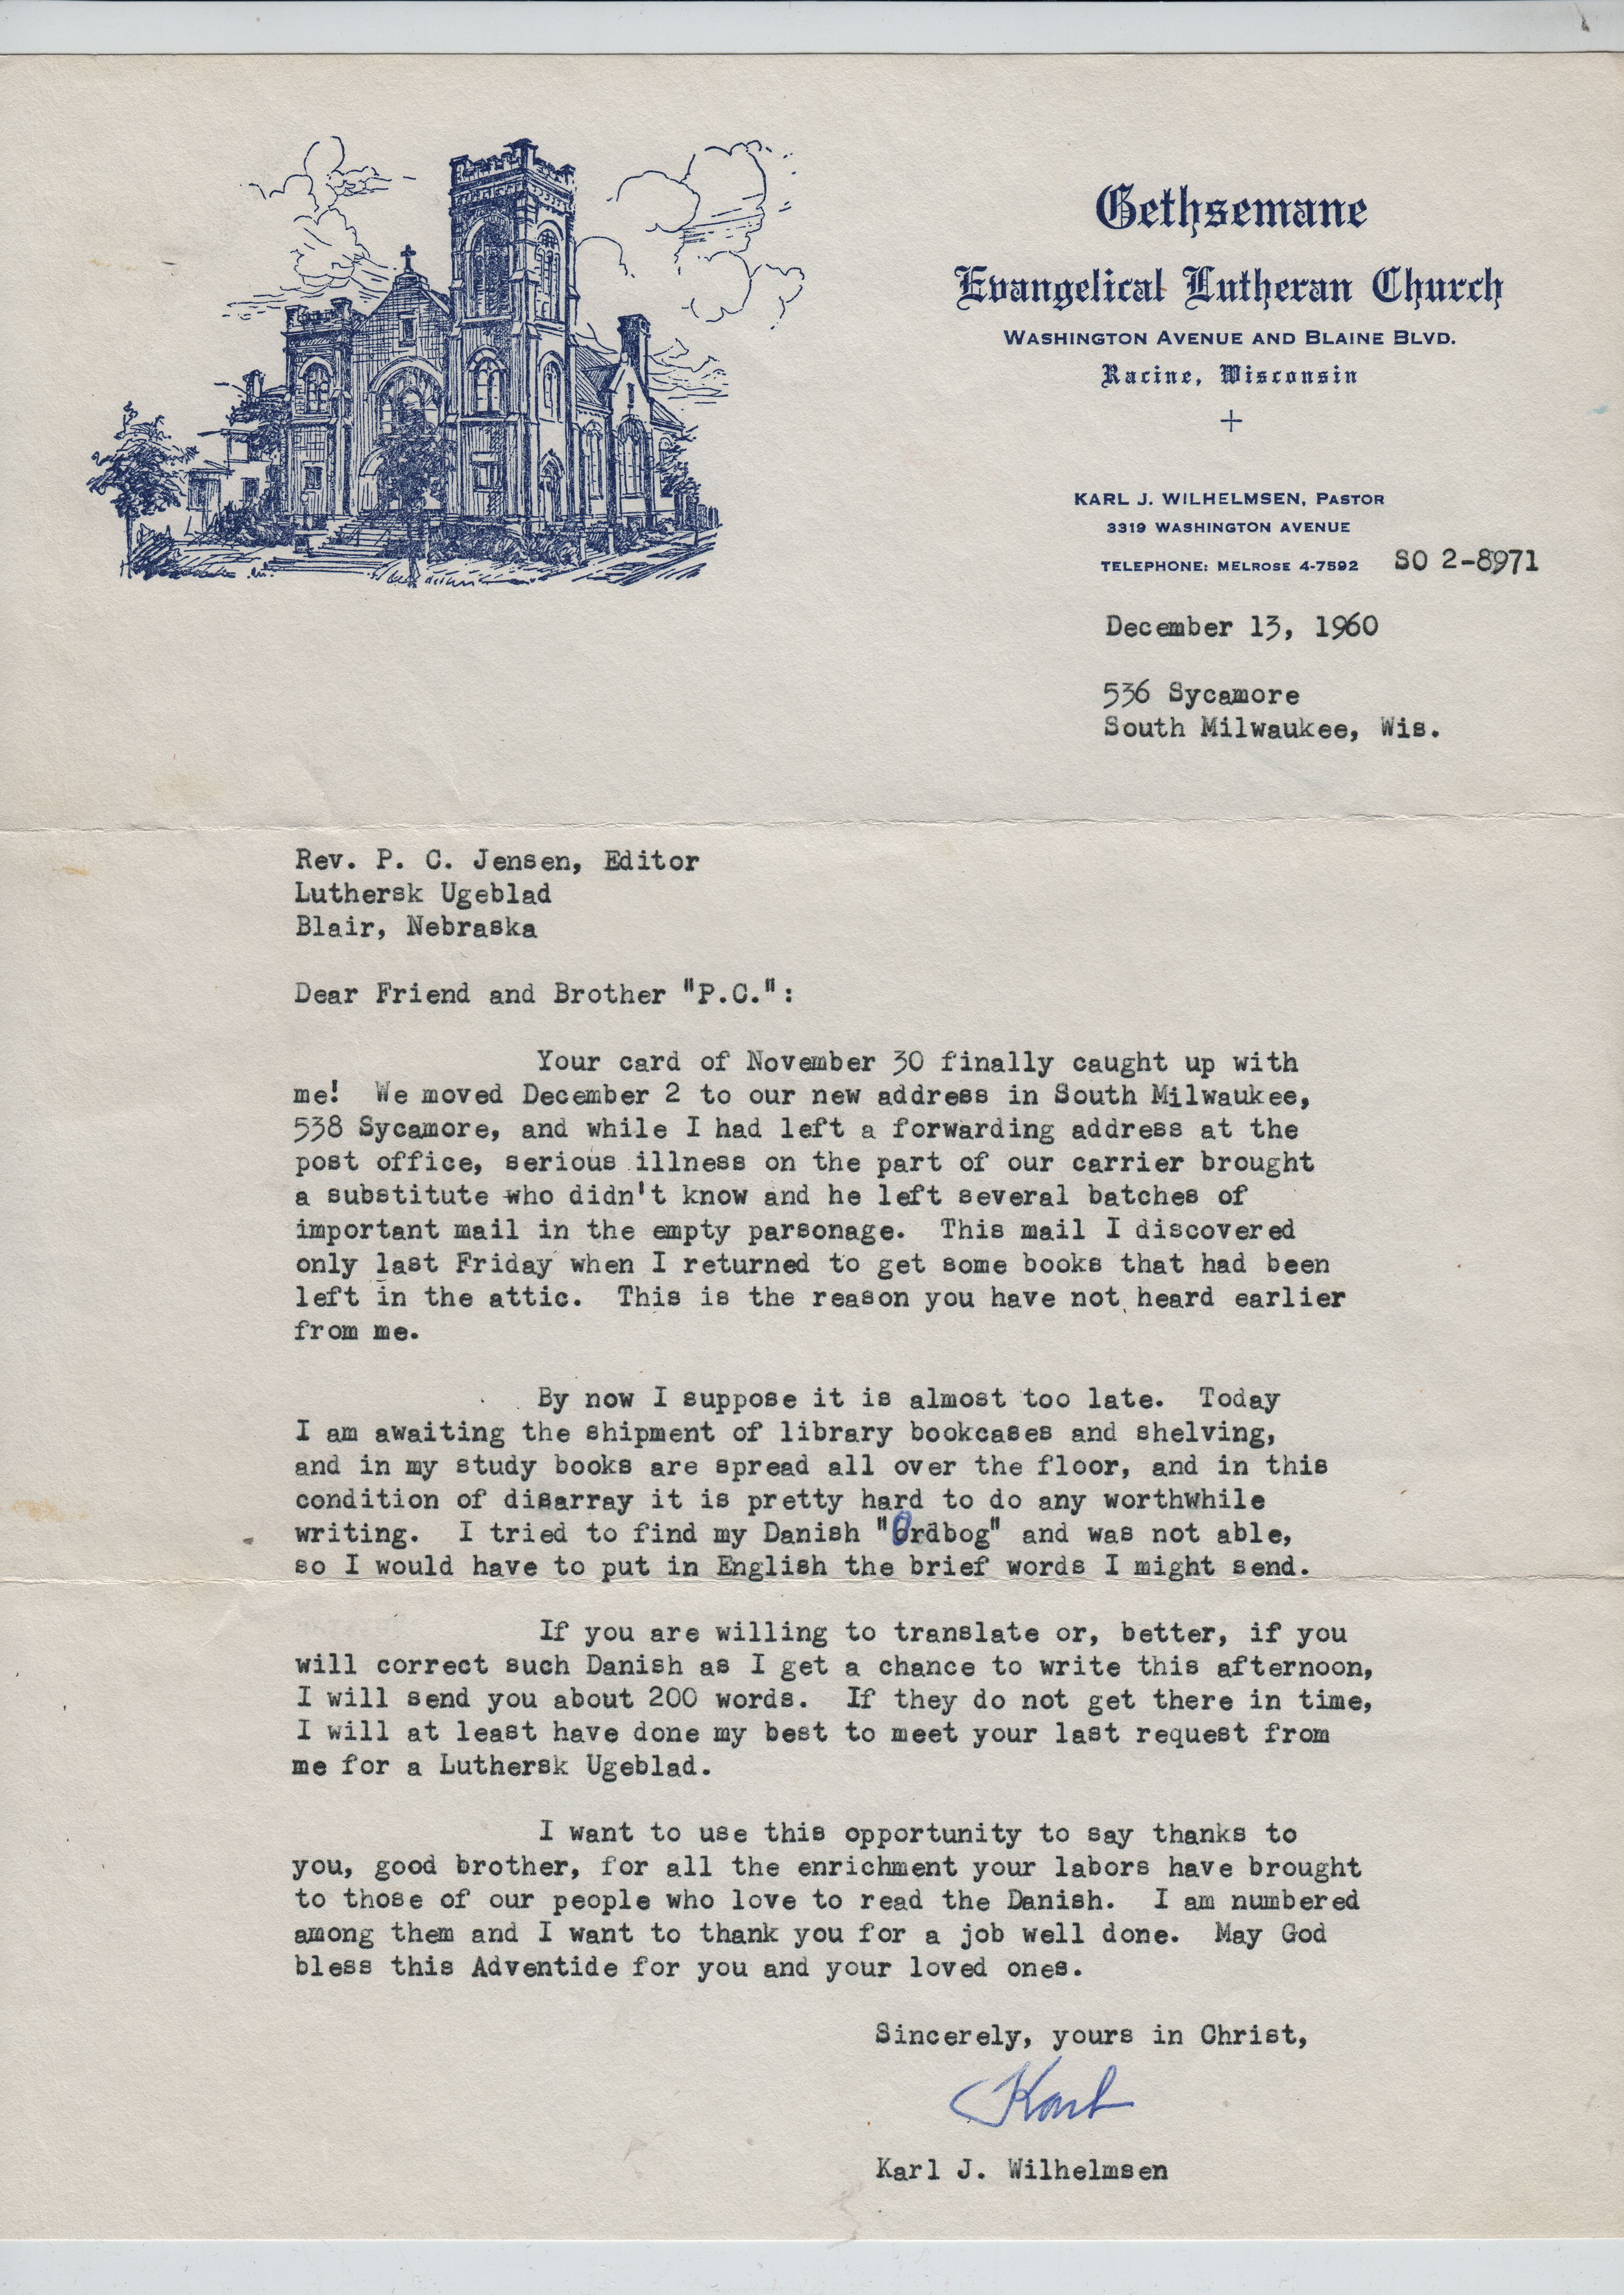 Gethsemane
Evangelical Lutheran Church
WASHINGTON AVENUE AND BLAINE BLVD.
Racine, Wisconsin
KARL J. WILHELMSEN, PASTOR
3319 WASHINGTON AVENUE
TELEPHONE: MELROSE 4-7592 SO 2-8971
December 13, 1960
536 Sycamore
South Milwaukee, Wis.
Rev. P. C. Jensen, Editor
Luthersk Ugeblad
Blair, Nebraska
Dear Friend and Brother "P.C.":
Your card of November 30 finally caught up with
me! We moved December 2 to our new address in South Milwaukee,
538 Sycamore, and while I had left a forwarding address at the
post office, serious illness on the part of our carrier brought
a substitute who didn't know and he left several batches of
important mail in the empty parsonage. This mail I discovered
only last Friday when I returned to get some books that had been
left in the attic. This is the reason you have not heard earlier
from me.
By now I suppose it is almost too late. Today
I am awaiting the shipment of library bookcases and shelving,
and in my study books are spread all over the floor, and in this
condition of disarray it is pretty hard to do any worthwhile
writing. I tried to find my Danish "Ordbog" and was not able,
so I would have to put in English the brief words I might send.
If you are willing to translate or, better, if you
will correct such Danish as I get a chance to write this afternoon,
I will send you about 200 words. If they do not get there in time,
I will at least have done my best to meet your last request from
me for a Luthersk Ugeblad.
I want to use this opportunity to say thanks to
you, good brother, for all the enrichment your labors have brought
to those of our people who love to read the Danish. I am numbered
among them and I want to thank you for a job well done. May God
bless this Adventide for you and your loved ones.
Sincerely, yours in Christ,
Karl
Karl J. Wilhelmsen